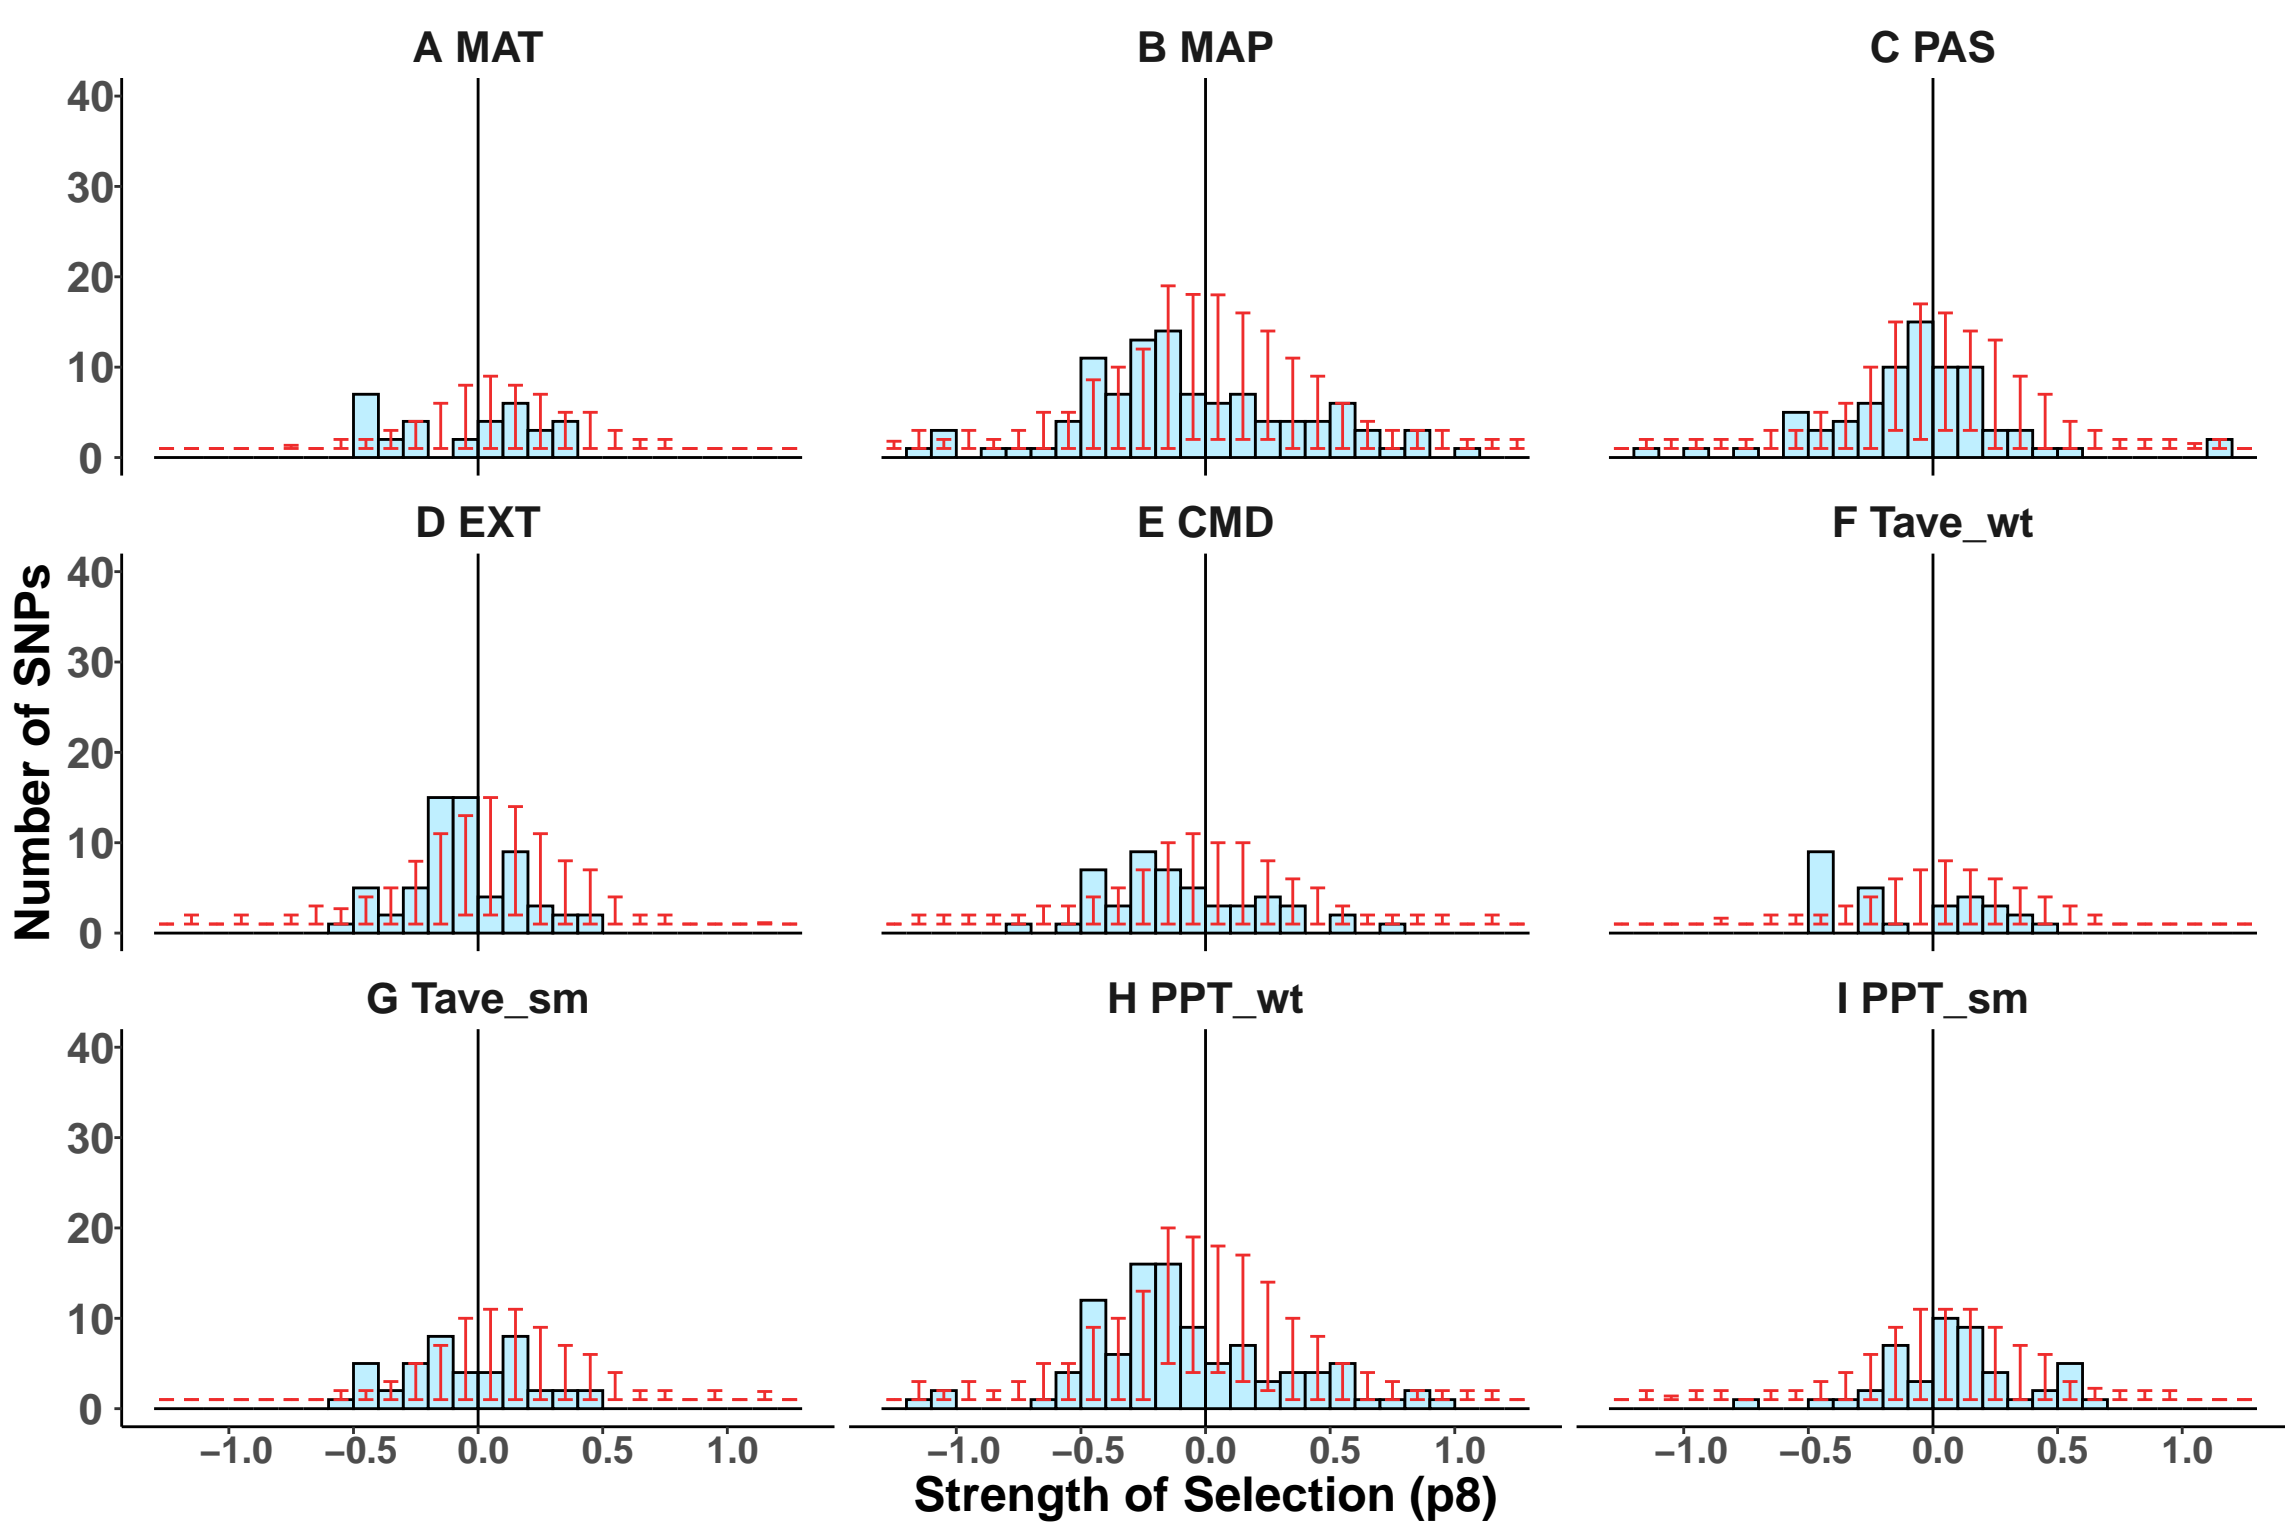 A MAT B MAP C PAS
40
30
20
10
0
D EXT E CMD F Tave_wt
40
30
20
10
0
Number of SNPs
G Tave_sm H PPT_wt I PPT_sm
40
30
20
10
0
−1.0 −0.5 0.0 0.5 1.0 −1.0 −0.5 0.0 0.5 1.0 −1.0 −0.5 0.0 0.5 1.0
Strength of Selection (p8)